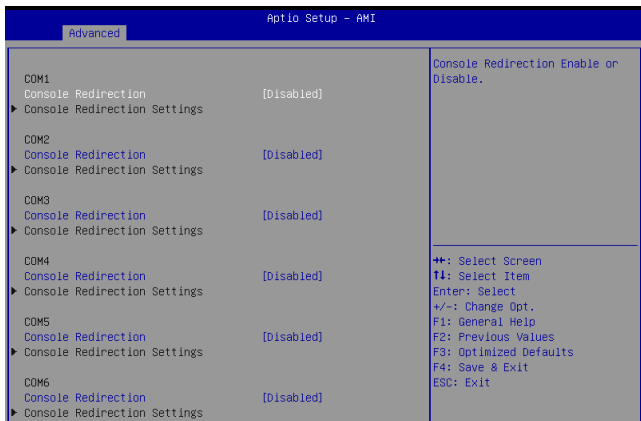 Aptio Setup – AMI
Advanced
COM1
Console Redirection [Disabled]
▶ Console Redirection Settings
COM2
Console Redirection [Disabled]
▶ Console Redirection Settings
COM3
Console Redirection [Disabled]
▶ Console Redirection Settings
COM4
Console Redirection [Disabled]
▶ Console Redirection Settings
COM5
Console Redirection [Disabled]
▶ Console Redirection Settings
COM6
Console Redirection [Disabled]
▶ Console Redirection Settings
Console Redirection Enable or
Disable.
→←: Select Screen
↑↓: Select Item
Enter: Select
+/-: Change Opt.
F1: General Help
F2: Previous Values
F3: Optimized Defaults
F4: Save & Exit
ESC: Exit